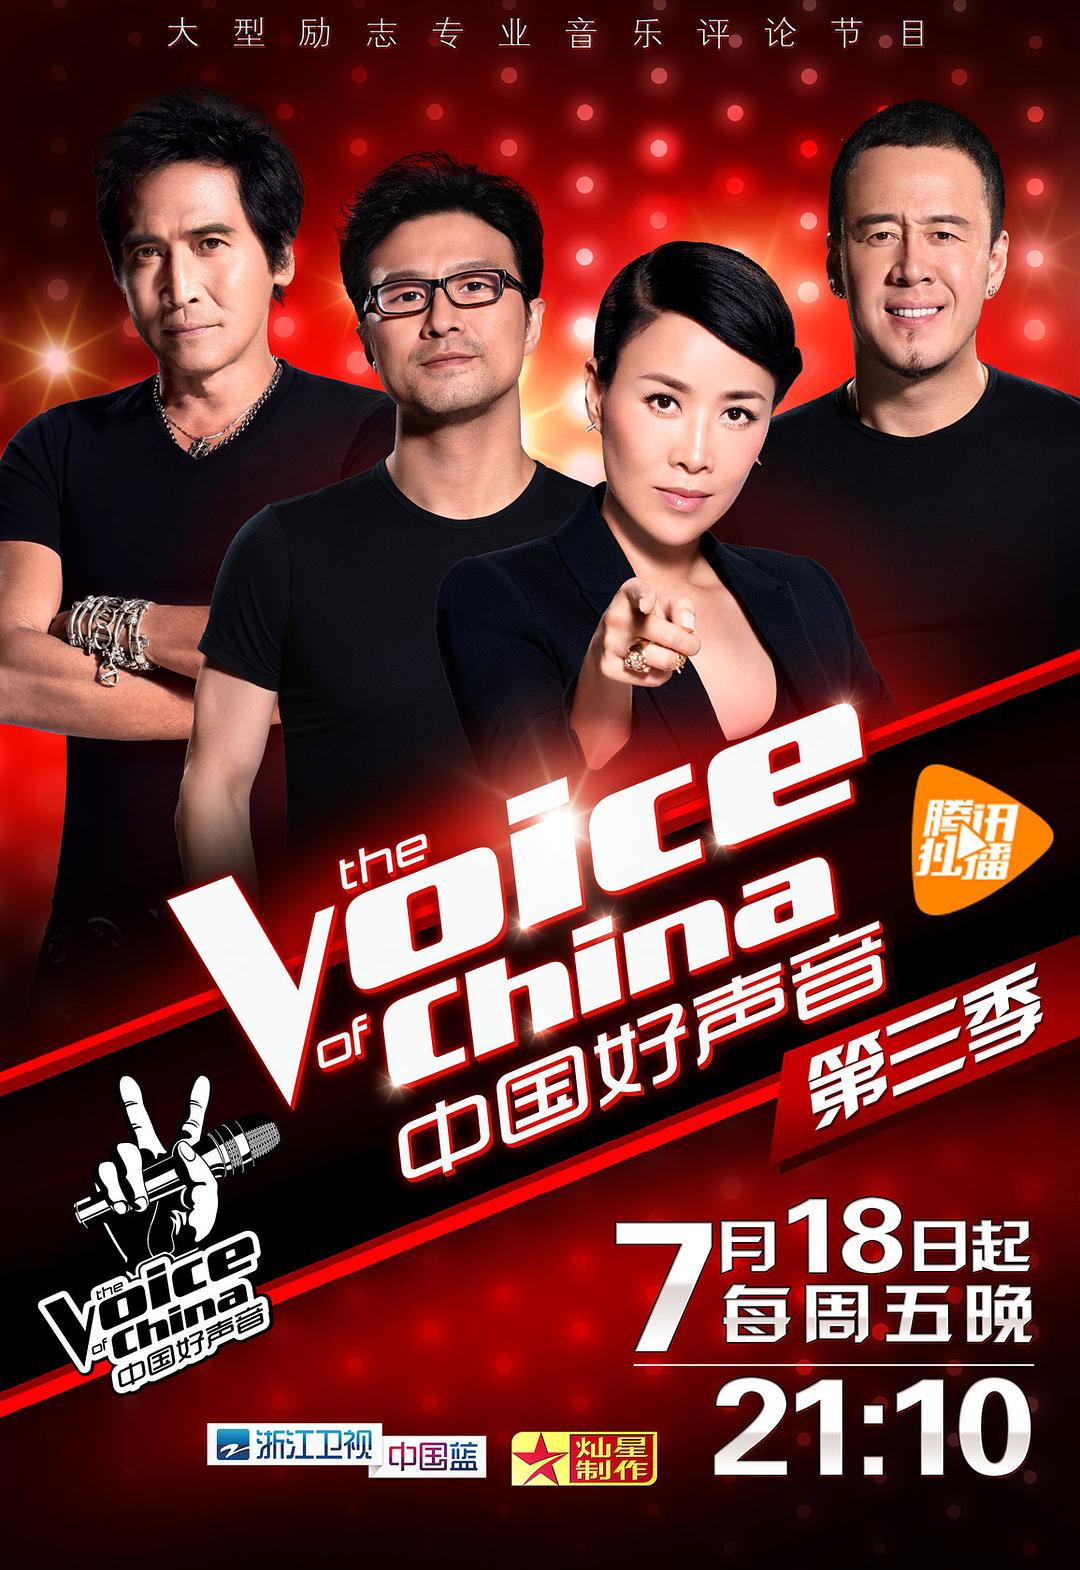 大型励志专业音乐评论节目
the
Voice
of China
中国好声音
腾讯
独播
第三季
the
Voice
of China
中国好声音
7月18日起
每周五晚
21:10
浙江卫视
中国蓝
灿星
制作